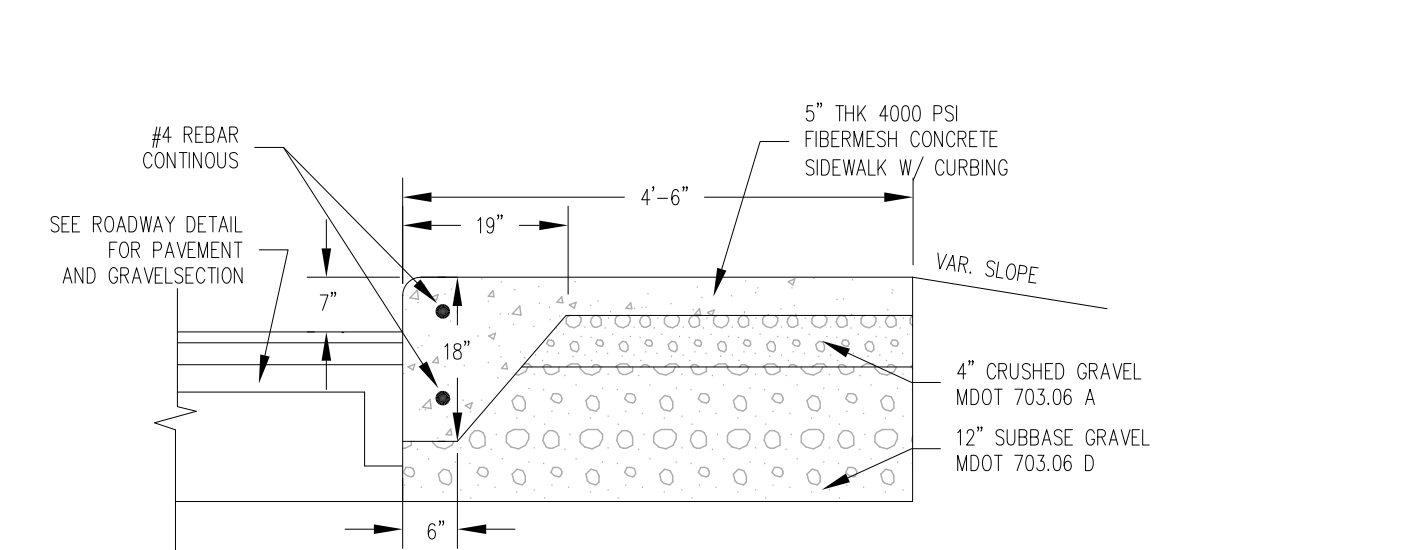 5” THK 4000 PSI
FIBERMESH CONCRETE
SIDEWALK W/ CURBING
#4 REBAR
CONTINOUS
4’-6”
19”
SEE ROADWAY DETAIL
FOR PAVEMENT
AND GRAVELSECTION
VAR. SLOPE
7”
18”
4” CRUSHED GRAVEL
MDOT 703.06 A
12” SUBBASE GRAVEL
MDOT 703.06 D
6”